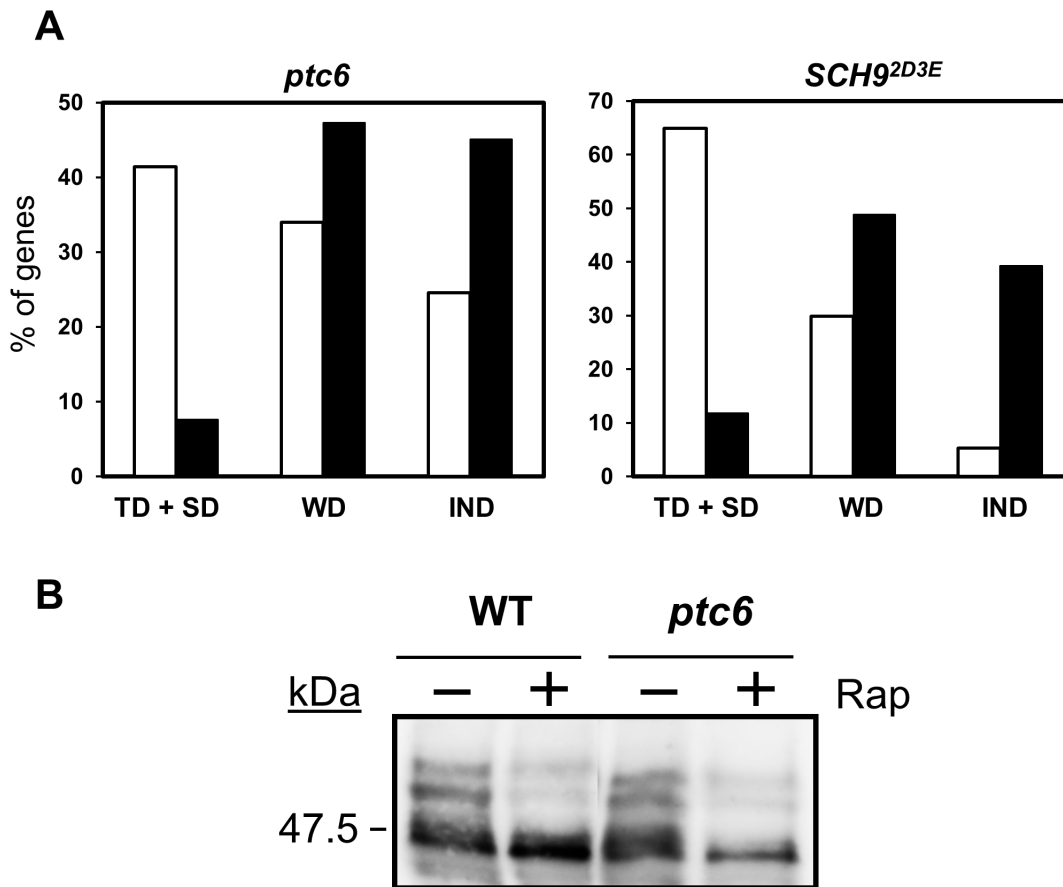 A
ptc6
SCH9^2D3E
% of genes
50
40
30
20
10
0
TD + SD WD IND
70
60
50
40
30
20
10
0
TD + SD WD IND
B
WT ptc6
kDa − + − + Rap
47.5 -